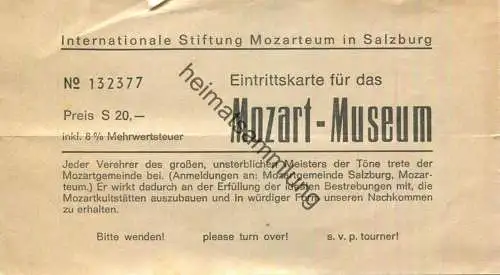 Internationale Stiftung Mozarteum in Salzburg
Nº 132377
Eintrittskarte für das
Preis S 20,—
Mozart-Museum
inkl. 8% Mehrwertsteuer
Jeder Verehrer des großen, unsterblichen Meisters der Töne trete der
Mozartgemeinde bei. (Anmeldungen an: Mozartgemeinde Salzburg, Mozar-
teum.) Er wirkt dadurch an der Erfüllung der idealen Bestrebungen mit, die
Mozartkultstätten auszubauen und in würdiger Form unseren Nachkommen
zu erhalten.
Bitte wenden! please turn over! s. v. p. tourner!
heimatsammlung